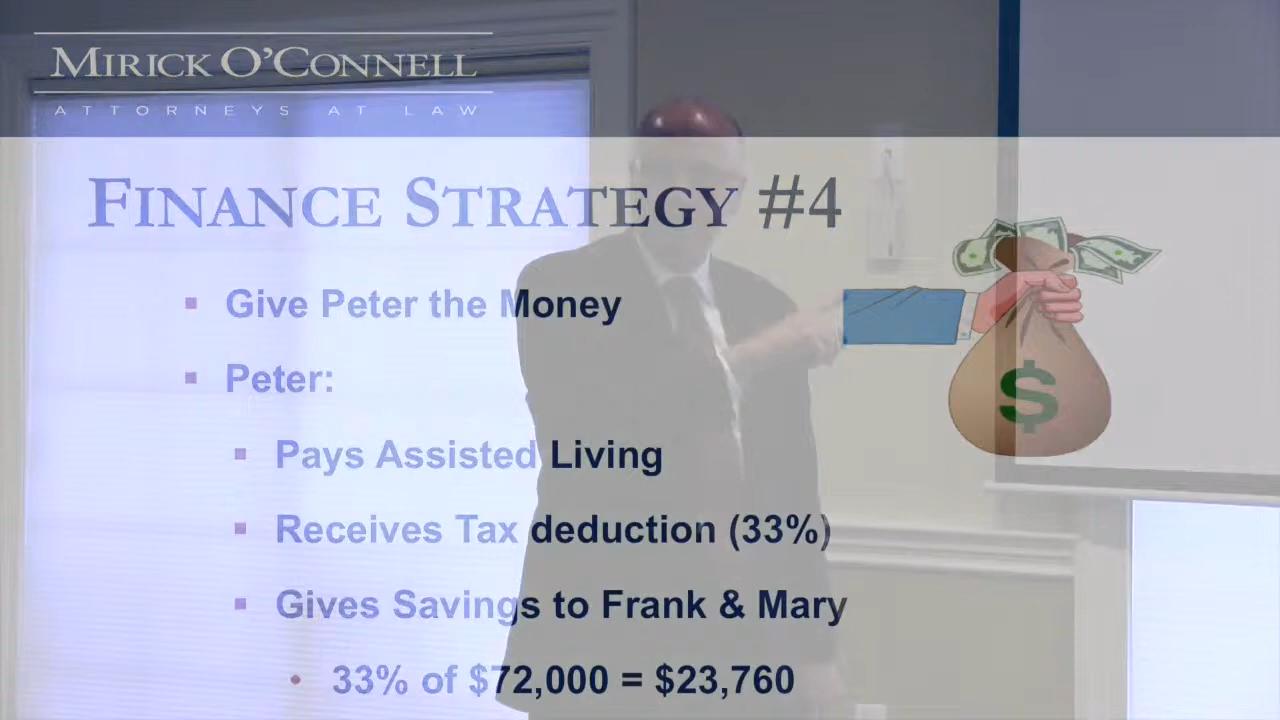 MIRICK O'CONNELL
ATTORNEYS AT LAW
FINANCE STRATEGY #4
▪ Give Peter the Money
▪ Peter:
▪ Pays Assisted Living
▪ Receives Tax deduction (33%)
▪ Gives Savings to Frank & Mary
• 33% of $72,000 = $23,760
$